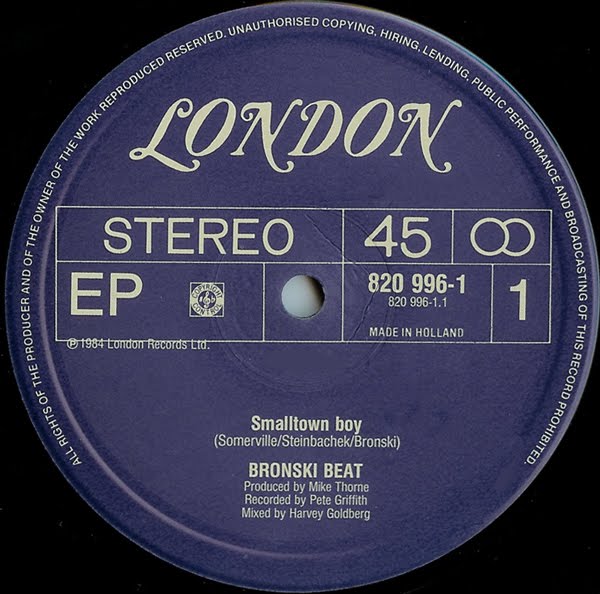 ALL RIGHTS OF THE PRODUCER AND OF THE OWNER OF THE WORK REPRODUCED RESERVED. UNAUTHORISED COPYING, HIRING, LENDING, PUBLIC PERFORMANCE AND BROADCASTING OF THIS RECORD PROHIBITED.
LONDON
STEREO 45
EP COPYRIGHT CONTROL 820 996-1 1
820 996-1.1
MADE IN HOLLAND
℗ 1984 London Records Ltd.
Smalltown boy
(Somerville/Steinbachek/Bronski)
BRONSKI BEAT
Produced by Mike Thorne
Recorded by Pete Griffith
Mixed by Harvey Goldberg